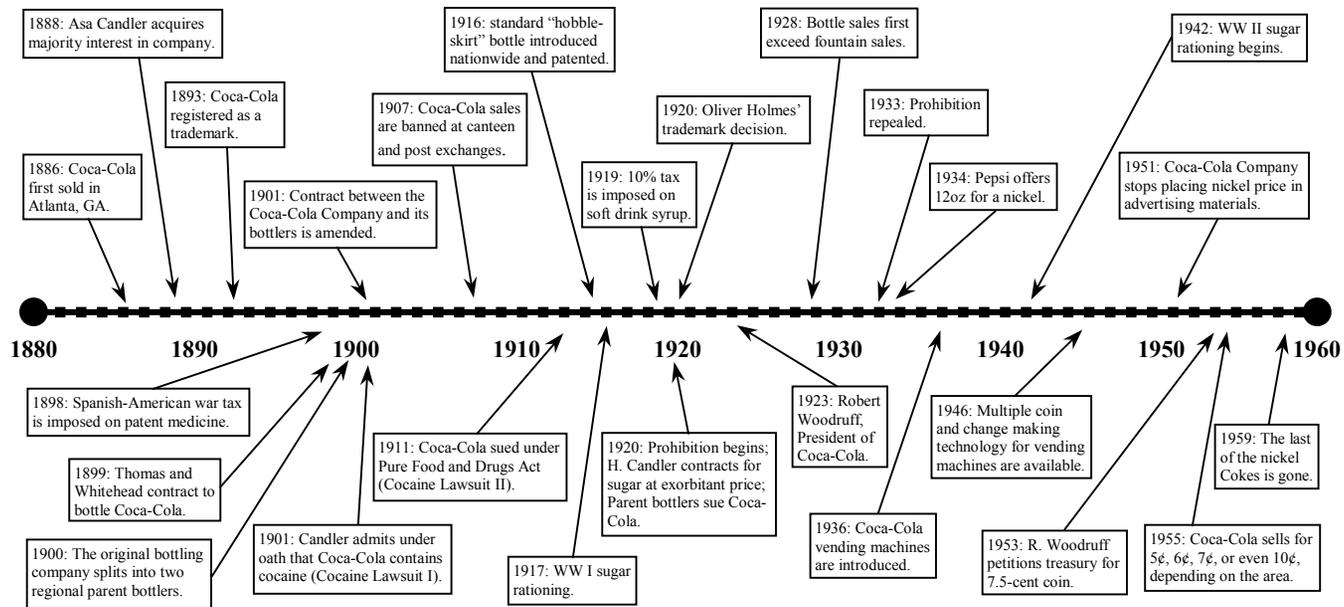 1888: Asa Candler acquires
majority interest in company.
1916: standard “hobble-
skirt” bottle introduced
nationwide and patented.
1928: Bottle sales first
exceed fountain sales.
1942: WW II sugar
rationing begins.
1893: Coca-Cola
registered as a
trademark.
1907: Coca-Cola sales
are banned at canteen
and post exchanges.
1920: Oliver Holmes’
trademark decision.
1933: Prohibition
repealed.
1886: Coca-Cola
first sold in
Atlanta, GA.
1901: Contract between the
Coca-Cola Company and its
bottlers is amended.
1919: 10% tax
is imposed on
soft drink syrup.
1934: Pepsi offers
12oz for a nickel.
1951: Coca-Cola Company
stops placing nickel price in
advertising materials.
1880 1890 1900 1910 1920 1930 1940 1950 1960
1898: Spanish-American war tax
is imposed on patent medicine.
1899: Thomas and
Whitehead contract to
bottle Coca-Cola.
1900: The original bottling
company splits into two
regional parent bottlers.
1901: Candler admits under
oath that Coca-Cola contains
cocaine (Cocaine Lawsuit I).
1911: Coca-Cola sued under
Pure Food and Drugs Act
(Cocaine Lawsuit II).
1917: WW I sugar
rationing.
1920: Prohibition begins;
H. Candler contracts for
sugar at exorbitant price;
Parent bottlers sue Coca-
Cola.
1923: Robert
Woodruff,
President of
Coca-Cola.
1936: Coca-Cola
vending machines
are introduced.
1946: Multiple coin
and change making
technology for vending
machines are available.
1953: R. Woodruff
petitions treasury for
7.5-cent coin.
1955: Coca-Cola sells for
5¢, 6¢, 7¢, or even 10¢,
depending on the area.
1959: The last
of the nickel
Cokes is gone.